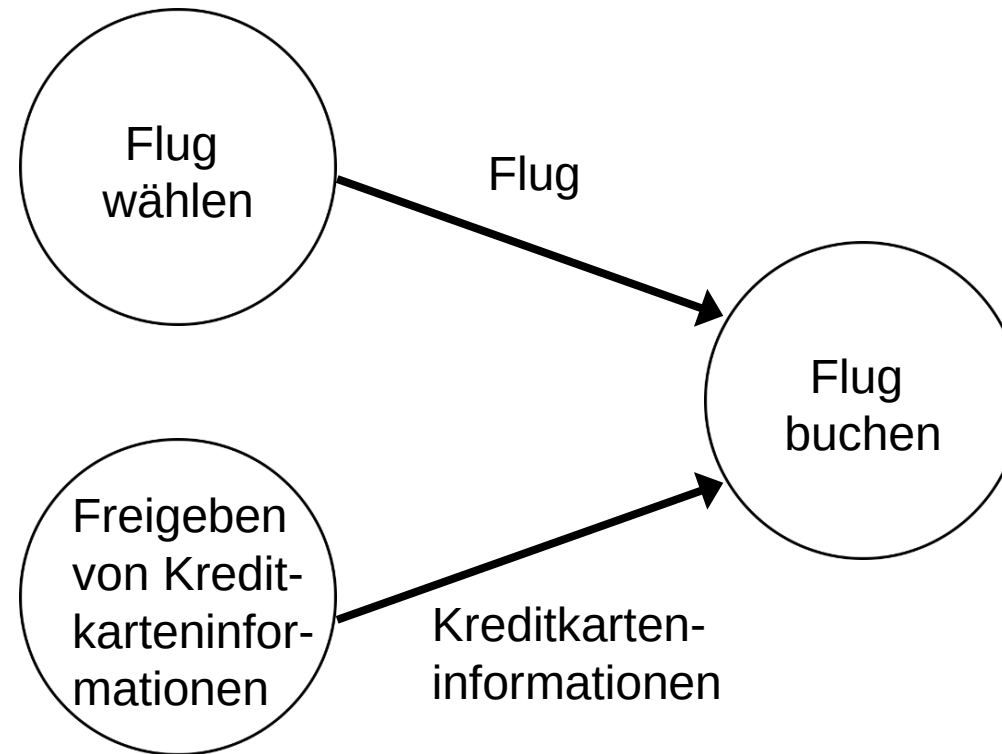 Flug
wählen
Flug
Flug
buchen
Freigeben
von Kredit-
karteninfor-
mationen
Kreditkarten-
informationen